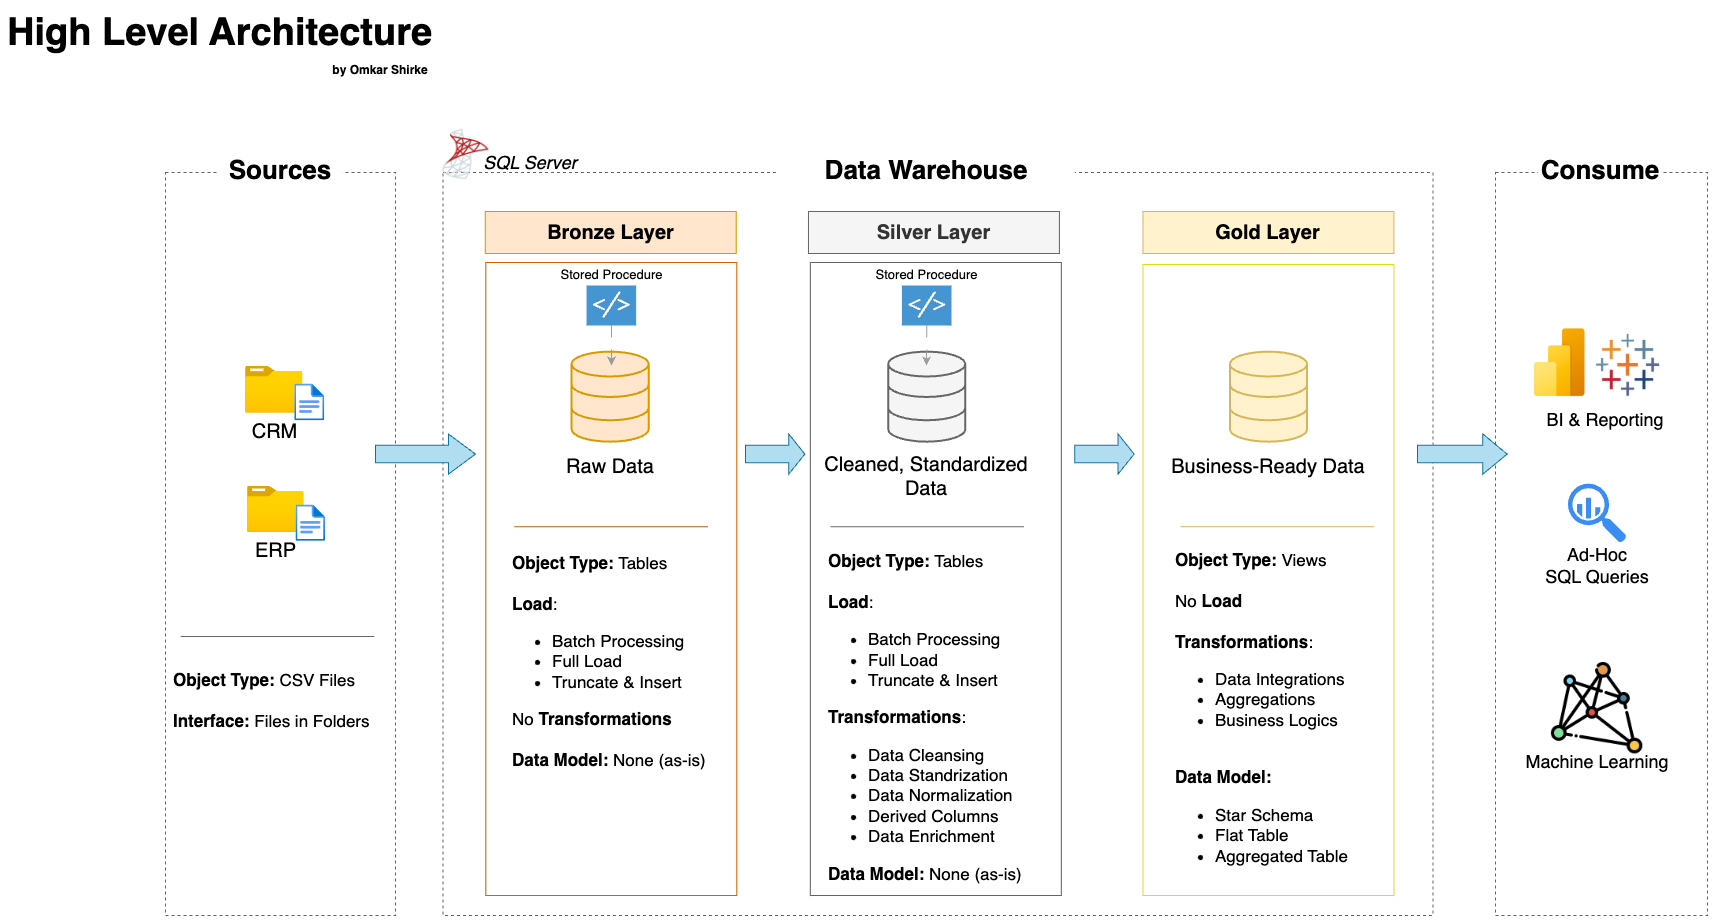 High Level Architecture
by Omkar Shirke
Sources
CRM
ERP
Object Type: CSV Files
Interface: Files in Folders
SQL Server
Data Warehouse
Bronze Layer
Stored Procedure
</>
Raw Data
Object Type: Tables
Load:
• Batch Processing
• Full Load
• Truncate & Insert
No Transformations
Data Model: None (as-is)
Silver Layer
Stored Procedure
</>
Cleaned, Standardized
Data
Object Type: Tables
Load:
• Batch Processing
• Full Load
• Truncate & Insert
Transformations:
• Data Cleansing
• Data Standrization
• Data Normalization
• Derived Columns
• Data Enrichment
Data Model: None (as-is)
Gold Layer
Business-Ready Data
Object Type: Views
No Load
Transformations:
• Data Integrations
• Aggregations
• Business Logics
Data Model:
• Star Schema
• Flat Table
• Aggregated Table
Consume
BI & Reporting
Ad-Hoc
SQL Queries
Machine Learning